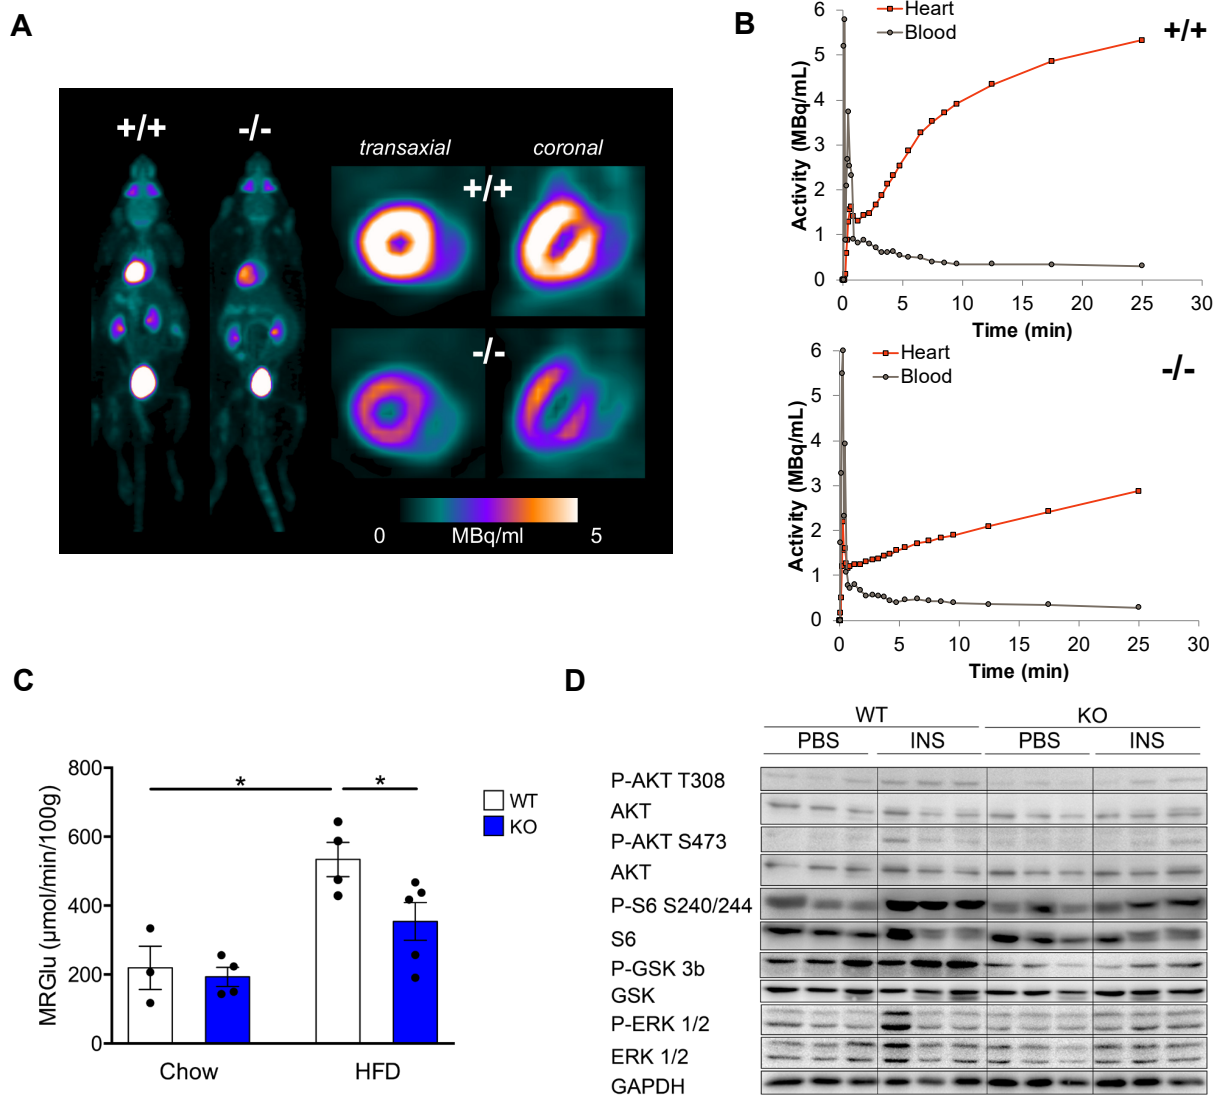 A
+/+
-/-
transaxial
coronal
+/+
-/-
0
MBq/ml
5
B
Heart
Blood
+/+
Activity (MBq/mL)
6
5
4
3
2
1
0
0
5
10
15
20
25
30
Time (min)
Heart
Blood
-/-
Activity (MBq/mL)
6
5
4
3
2
1
0
0
5
10
15
20
25
30
Time (min)
C
MRGlu (µmol/min/100g)
800
600
400
200
0
*
*
WT
KO
Chow
HFD
D
WT
KO
PBS
INS
PBS
INS
P-AKT T308
AKT
P-AKT S473
AKT
P-S6 S240/244
S6
P-GSK 3b
GSK
P-ERK 1/2
ERK 1/2
GAPDH